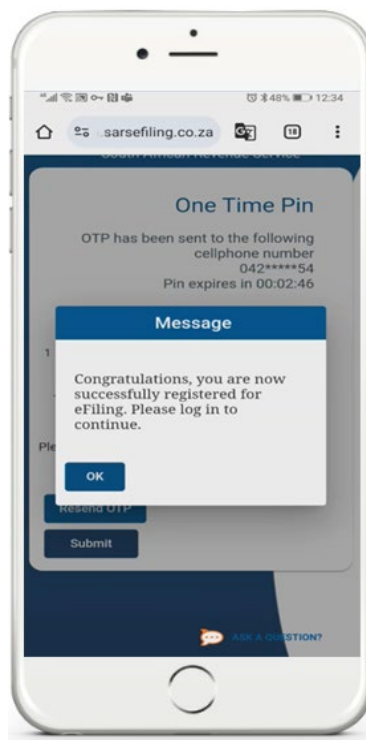 48% 12:34
sarsefiling.co.za
18
South African Revenue Service
One Time Pin
OTP has been sent to the following
cellphone number
042*****54
Pin expires in 00:02:46
Message
1
Congratulations, you are now
successfully registered for
eFiling. Please log in to
continue.
Ple
OK
Resend OTP
Submit
ASK A QUESTION?